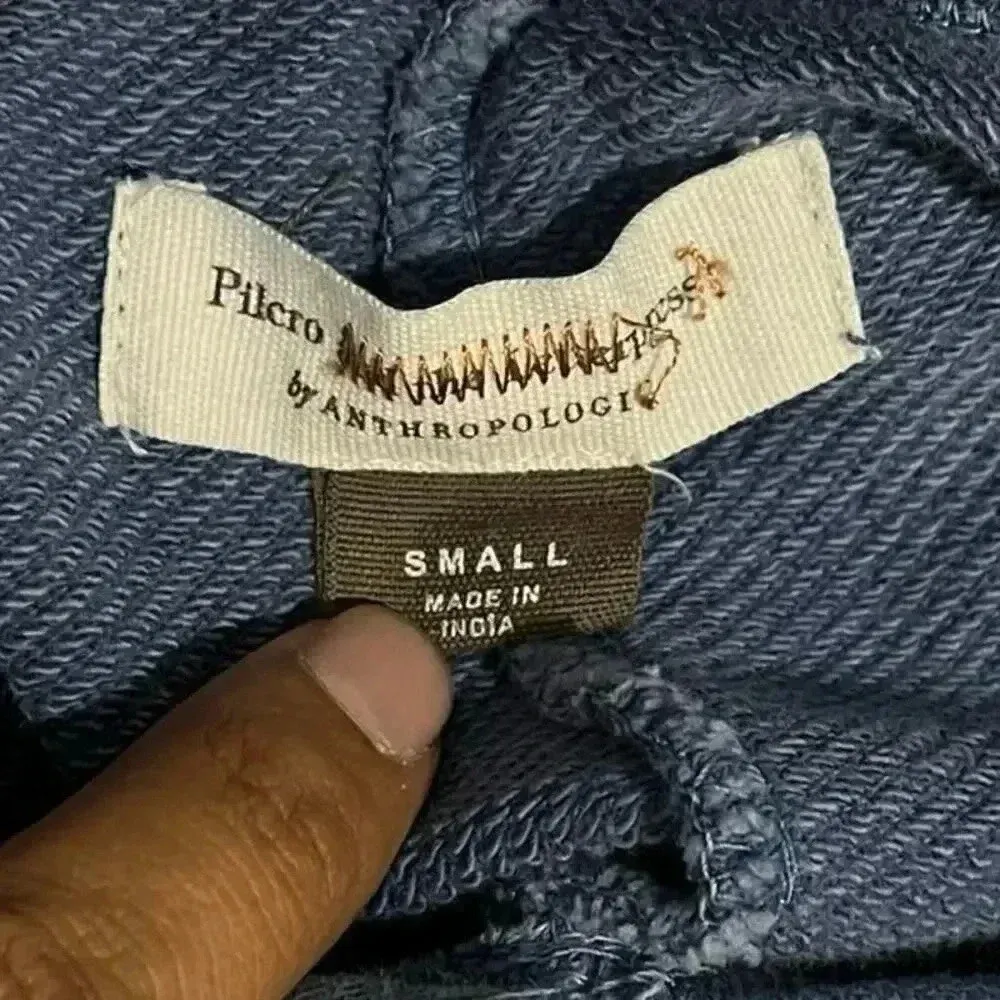 Pilcro
by ANTHROPOLOGI
SMALL
MADE IN
INDIA